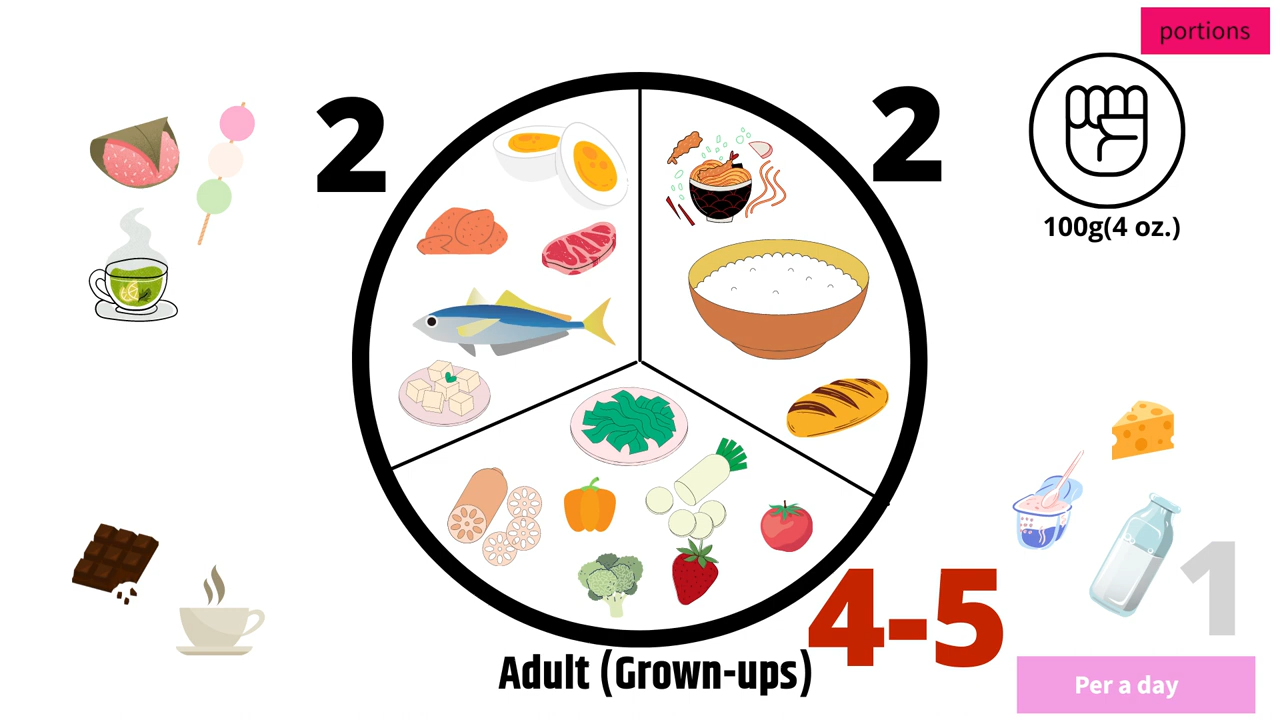 portions
2
2
100g(4 oz.)
4-5
1
Adult (Grown-ups)
Per a day